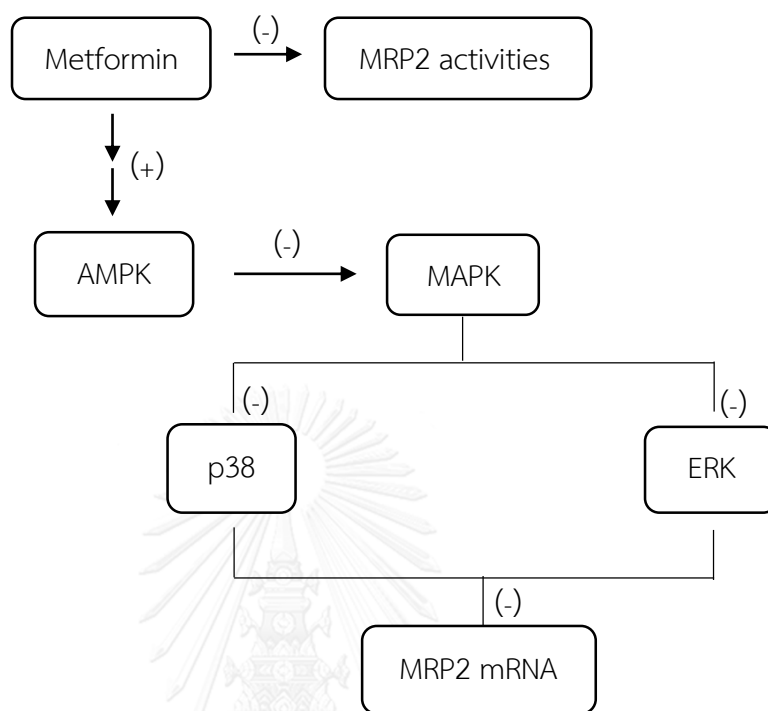 Metformin
(-)
MRP2 activities
(+)
AMPK
(-)
MAPK
(-)
(-)
p38
ERK
(-)
MRP2 mRNA